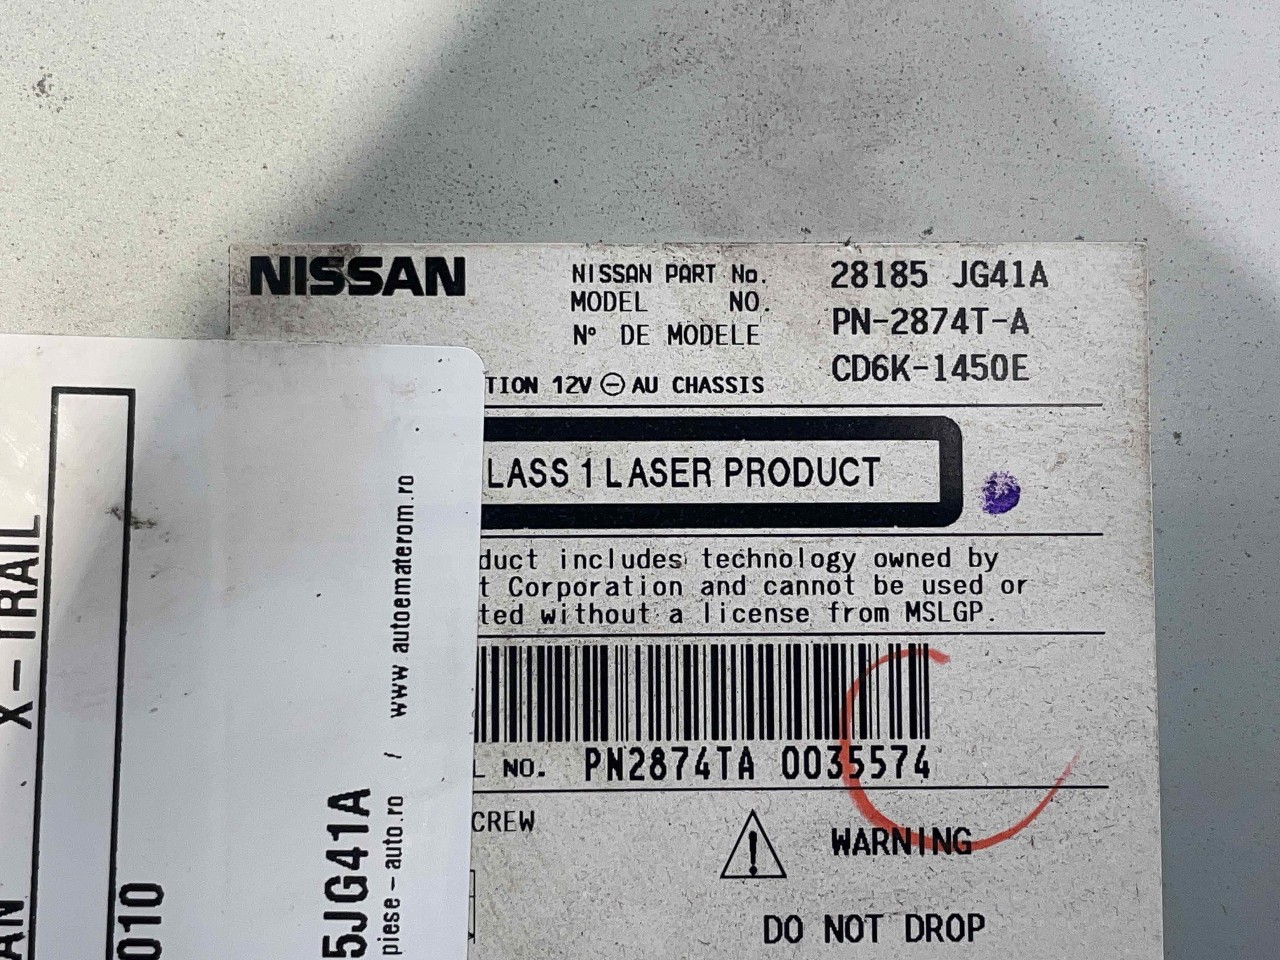 NISSAN
NISSAN PART No. 28185 JG41A
MODEL NO. PN-2874T-A
Nº DE MODELE CD6K-1450E
TION 12V ⊖ AU CHASSIS
LASS 1 LASER PRODUCT
duct includes technology owned by
t Corporation and cannot be used or
ted without a license from MSLGP.
L NO. PN2874TA 0035574
CREW
WARNING
DO NOT DROP
AN X-TRAIL
010
5JG41A
piese-auto.ro / www.autoematerom.ro